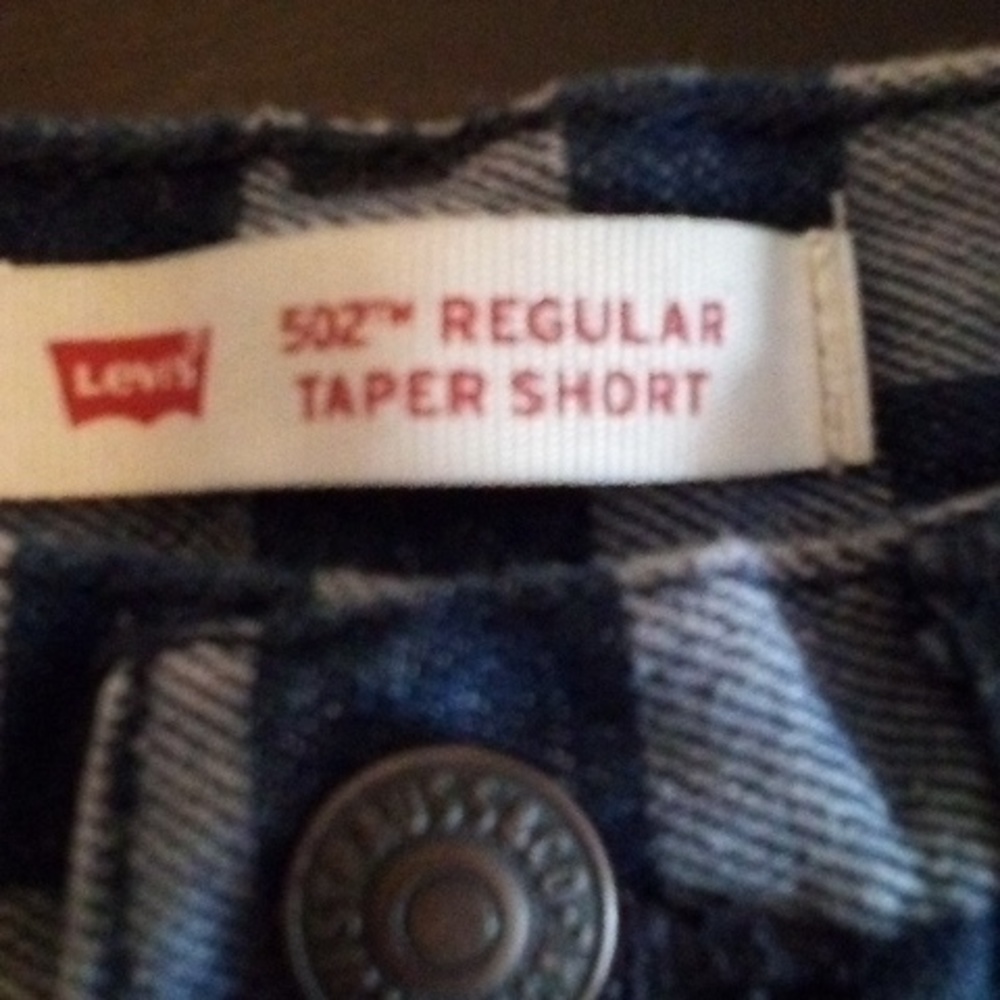 Levi's
502™ REGULAR
TAPER SHORT